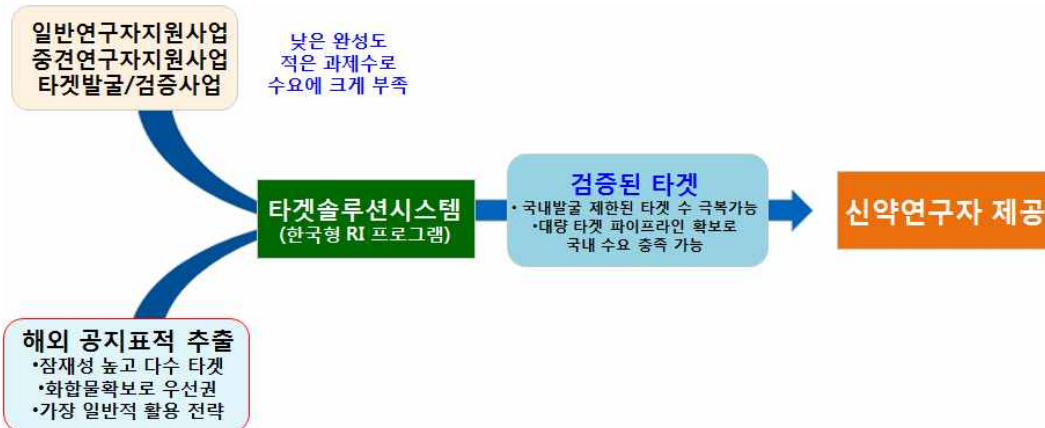 일반연구자지원사업
중견연구자지원사업
타겟발굴/검증사업
낮은 완성도
적은 과제수로
수요에 크게 부족
타겟솔루션시스템
(한국형 RI 프로그램)
검증된 타겟
• 국내발굴 제한된 타겟 수 극복가능
•대량 타겟 파이프라인 확보로
국내 수요 충족 가능
신약연구자 제공
해외 공지표적 추출
•잠재성 높고 다수 타겟
•화합물확보로 우선권
•가장 일반적 활용 전략